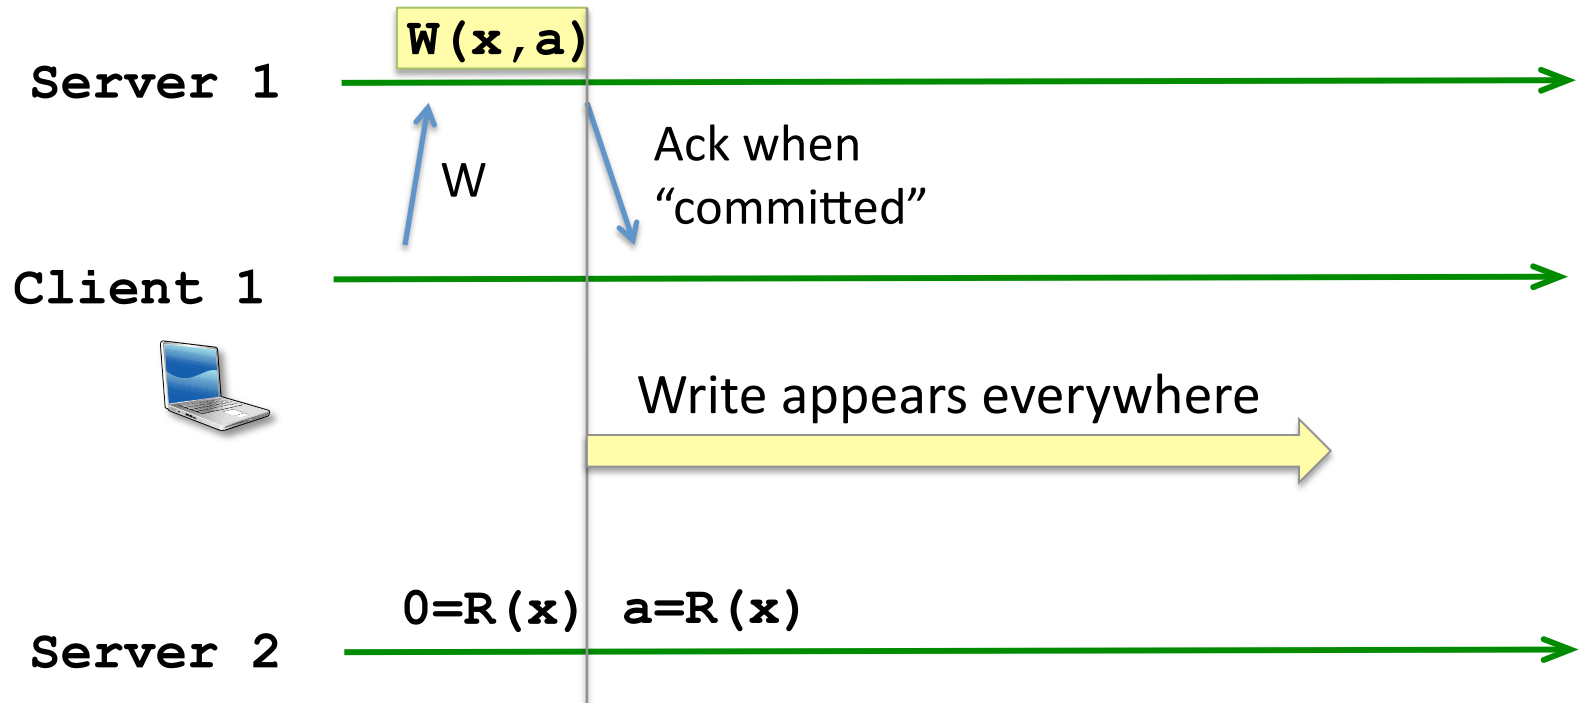 W(x,a)
Server 1
Ack when
“committed”
W
Client 1
Write appears everywhere
0=R(x) a=R(x)
Server 2